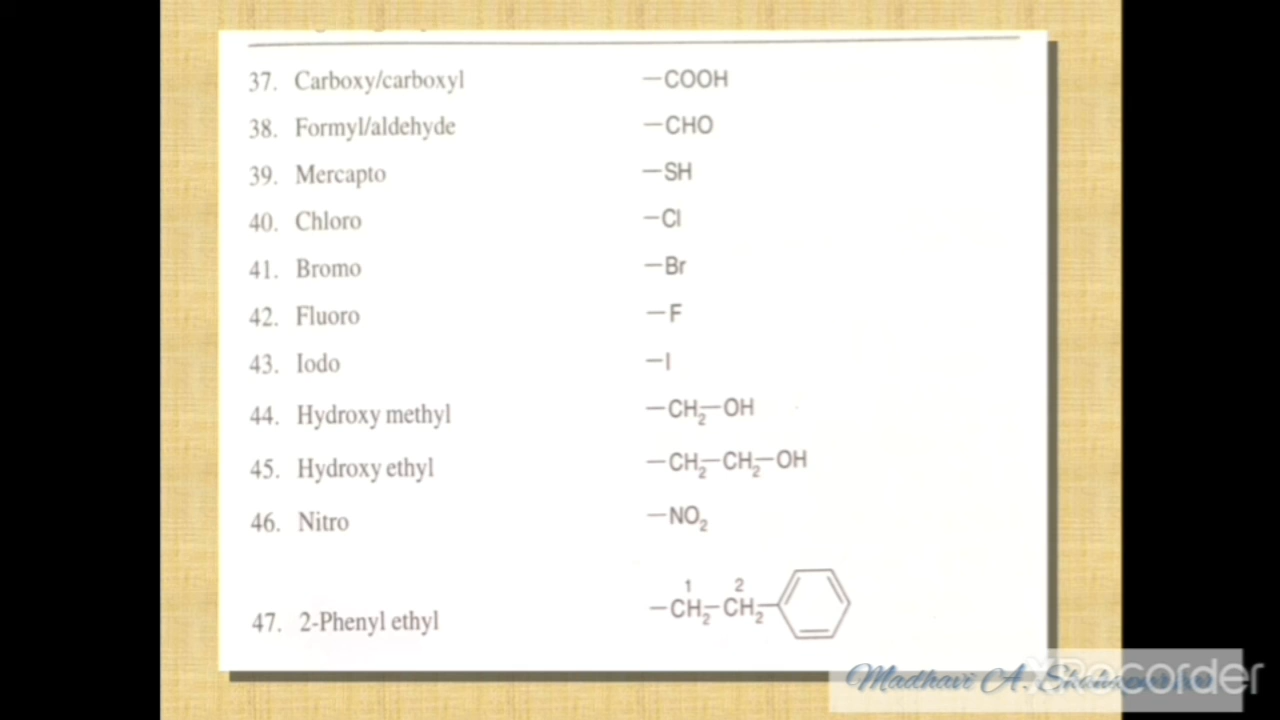 37. Carboxy/carboxyl —COOH
38. Formyl/aldehyde —CHO
39. Mercapto —SH
40. Chloro —Cl
41. Bromo —Br
42. Fluoro —F
43. Iodo —I
44. Hydroxy methyl —CH₂—OH
45. Hydroxy ethyl —CH₂—CH₂—OH
46. Nitro —NO₂
1 2
47. 2-Phenyl ethyl —CH₂—CH₂—
Madhavi A.
Recorder